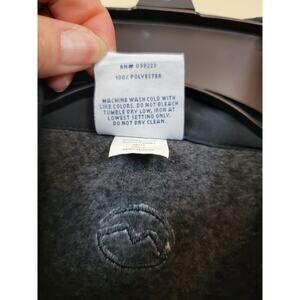 RN# 099223
100% POLYESTER
MACHINE WASH COLD WITH
LIKE COLORS, DO NOT BLEACH
TUMBLE DRY LOW, IRON AT
LOWEST SETTING ONLY,
DO NOT DRY CLEAN.